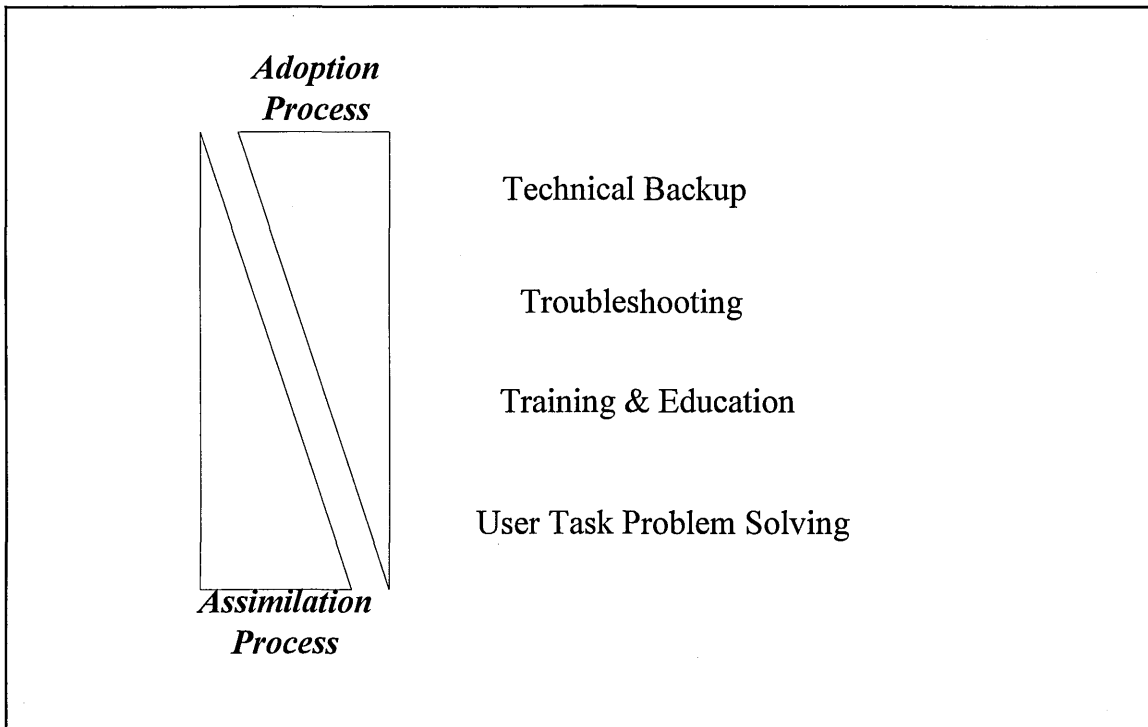 Adoption
Process
Technical Backup
Troubleshooting
Training & Education
User Task Problem Solving
Assimilation
Process